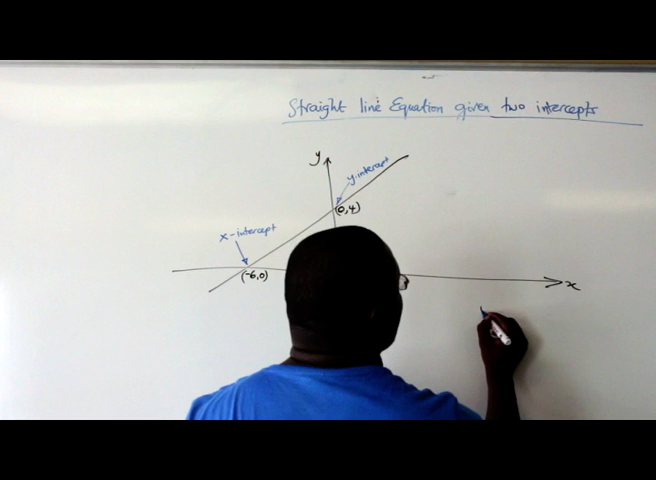 Straight line Equation given two intercepts
y
y-intercept
(0,4)
x-intercept
(-6,0)
x